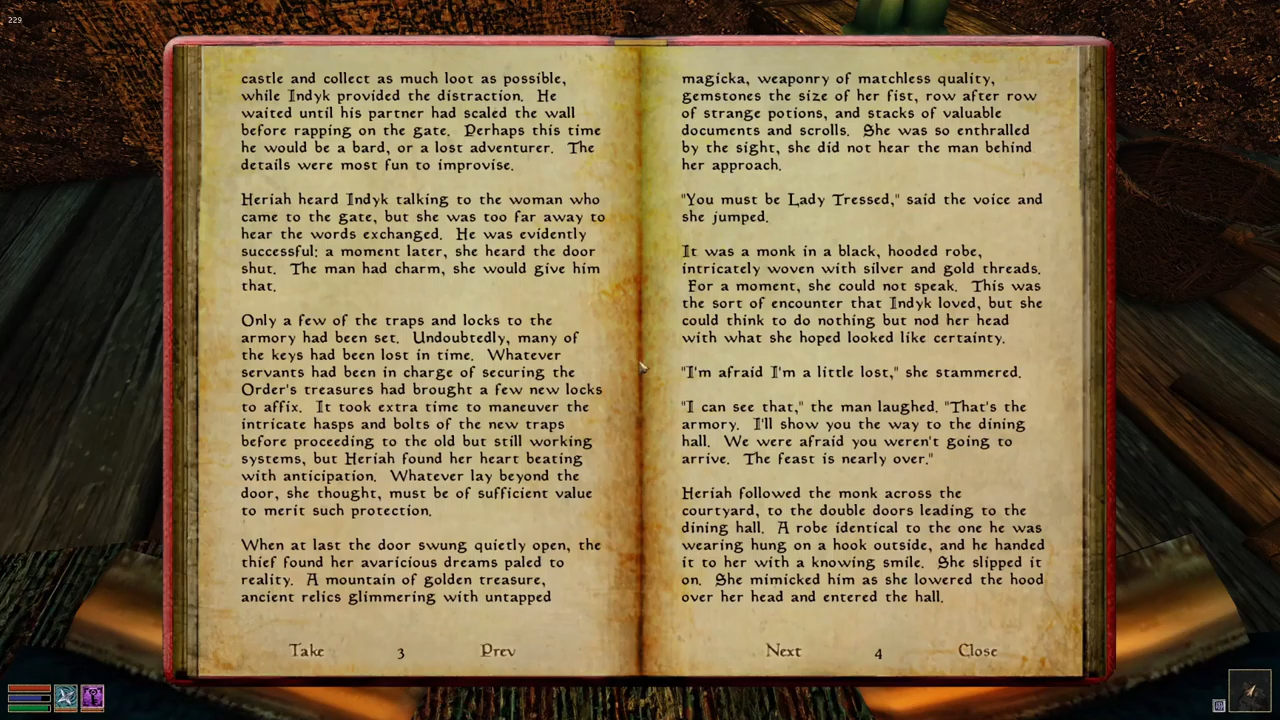 229
castle and collect as much loot as possible,
while Indyk provided the distraction. He
waited until his partner had scaled the wall
before rapping on the gate. Perhaps this time
he would be a bard, or a lost adventurer. The
details were most fun to improvise.
Heriah heard Indyk talking to the woman who
came to the gate, but she was too far away to
hear the words exchanged. He was evidently
successful: a moment later, she heard the door
shut. The man had charm, she would give him
that.
Only a few of the traps and locks to the
armory had been set. Undoubtedly, many of
the keys had been lost in time. Whatever
servants had been in charge of securing the
Order's treasures had brought a few new locks
to affix. It took extra time to maneuver the
intricate hasps and bolts of the new traps
before proceeding to the old but still working
systems, but Heriah found her heart beating
with anticipation. Whatever lay beyond the
door, she thought, must be of sufficient value
to merit such protection.
When at last the door swung quietly open, the
thief found her avaricious dreams paled to
reality. A mountain of golden treasure,
ancient relics glimmering with untapped
magicka, weaponry of matchless quality,
gemstones the size of her fist, row after row
of strange potions, and stacks of valuable
documents and scrolls. She was so enthralled
by the sight, she did not hear the man behind
her approach.
"You must be Lady Tressed," said the voice and
she jumped.
It was a monk in a black, hooded robe,
intricately woven with silver and gold threads.
For a moment, she could not speak. This was
the sort of encounter that Indyk loved, but she
could think to do nothing but nod her head
with what she hoped looked like certainty.
"I'm afraid I'm a little lost," she stammered.
"I can see that," the man laughed. "That's the
armory. I'll show you the way to the dining
hall. We were afraid you weren't going to
arrive. The feast is nearly over."
Heriah followed the monk across the
courtyard, to the double doors leading to the
dining hall. A robe identical to the one he was
wearing hung on a hook outside, and he handed
it to her with a knowing smile. She slipped it
on. She mimicked him as she lowered the hood
over her head and entered the hall.
Take 3 Prev Next 4 Close